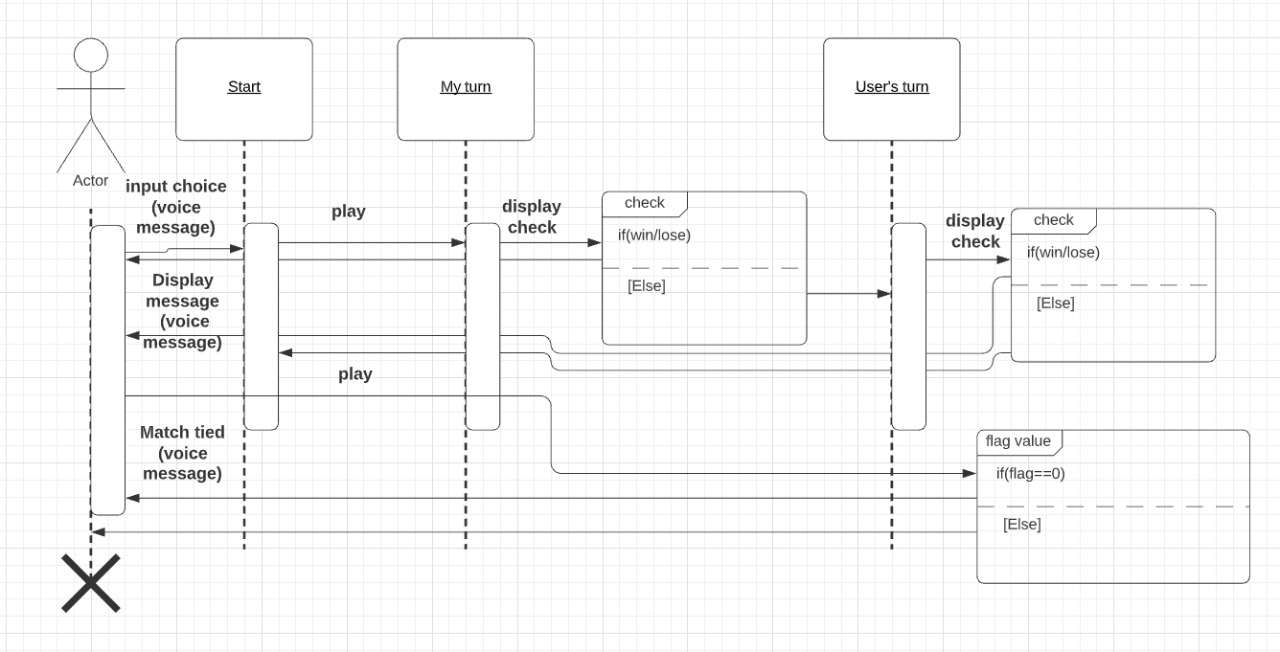 Start
My turn
User's turn
Actor
input choice
(voice
message)
play
display
check
check
if(win/lose)
[Else]
display
check
check
if(win/lose)
[Else]
Display
message
(voice
message)
play
Match tied
(voice
message)
flag value
if(flag==0)
[Else]